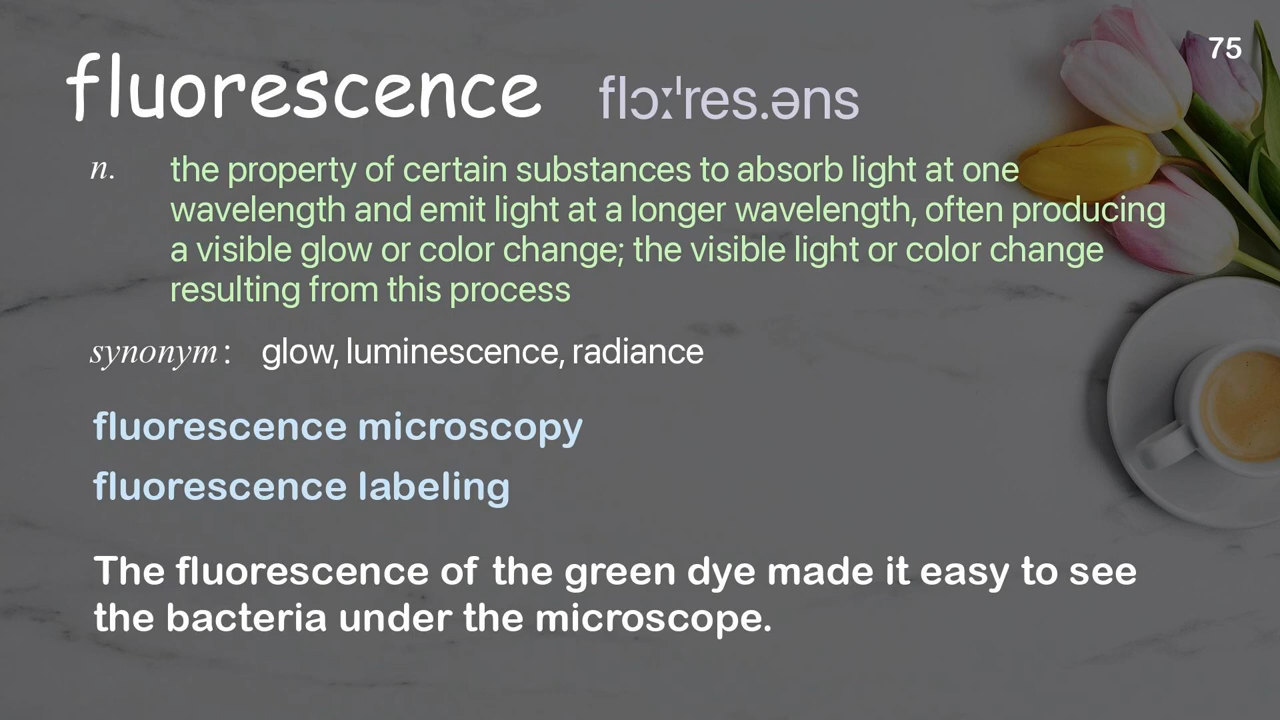 75
fluorescence flɔːˈres.əns
n. the property of certain substances to absorb light at one
wavelength and emit light at a longer wavelength, often producing
a visible glow or color change; the visible light or color change
resulting from this process
synonym: glow, luminescence, radiance
fluorescence microscopy
fluorescence labeling
The fluorescence of the green dye made it easy to see
the bacteria under the microscope.